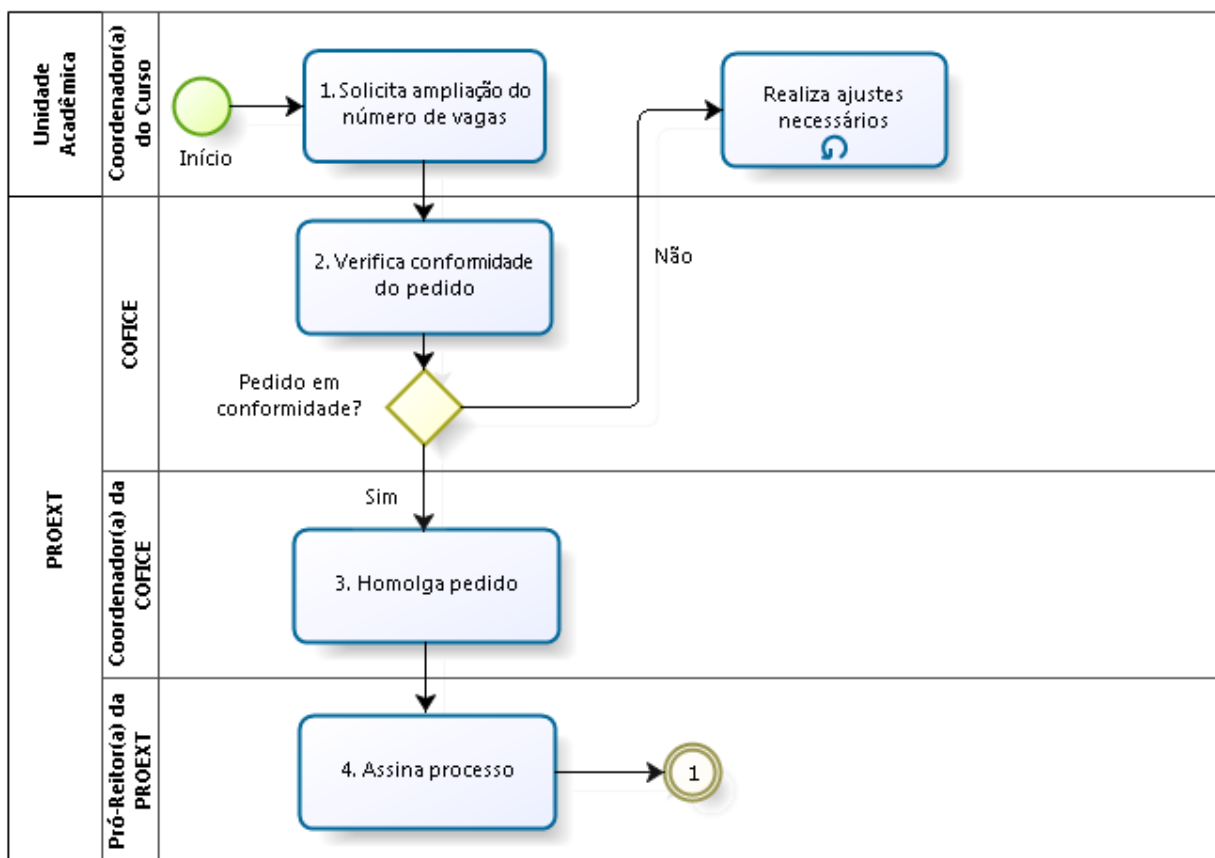 Unidade
Acadêmica
Coordenador(a)
do Curso
Início
1. Solicita ampliação do
número de vagas
Realiza ajustes
necessários
PROEXT
COFICE
2. Verifica conformidade
do pedido
Não
Pedido em
conformidade?
Coordenador(a) da
COFICE
Sim
3. Homolga pedido
Pró-Reitor(a) da
PROEXT
4. Assina processo
1